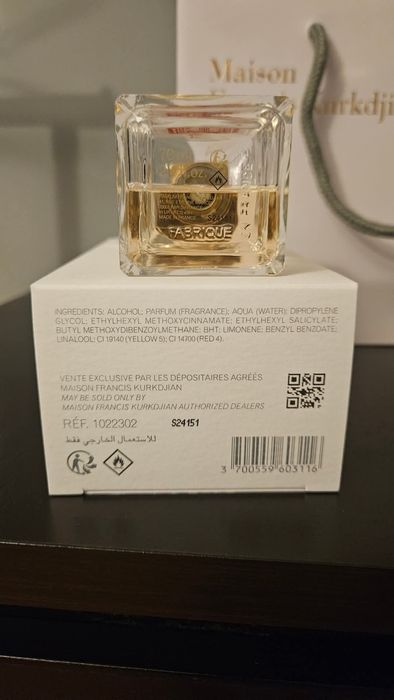 Maison
Kurkdji
OZ.
MADE IN FRANCE
S24151
FABRIQUE
INGREDIENTS: ALCOHOL; PARFUM (FRAGRANCE); AQUA (WATER); DIPROPYLENE
GLYCOL; ETHYLHEXYL METHOXYCINNAMATE; ETHYLHEXYL SALICYLATE;
BUTYL METHOXYDIBENZOYLMETHANE; BHT; LIMONENE; BENZYL BENZOATE;
LINALOOL; CI 19140 (YELLOW 5); CI 14700 (RED 4).
VENTE EXCLUSIVE PAR LES DÉPOSITAIRES AGRÉÉS
MAISON FRANCIS KURKDJIAN
MAY BE SOLD ONLY BY
MAISON FRANCIS KURKDJIAN AUTHORIZED DEALERS
RÉF. 1022302 S24151
للاستعمال الخارجي فقط
3 700559 603116